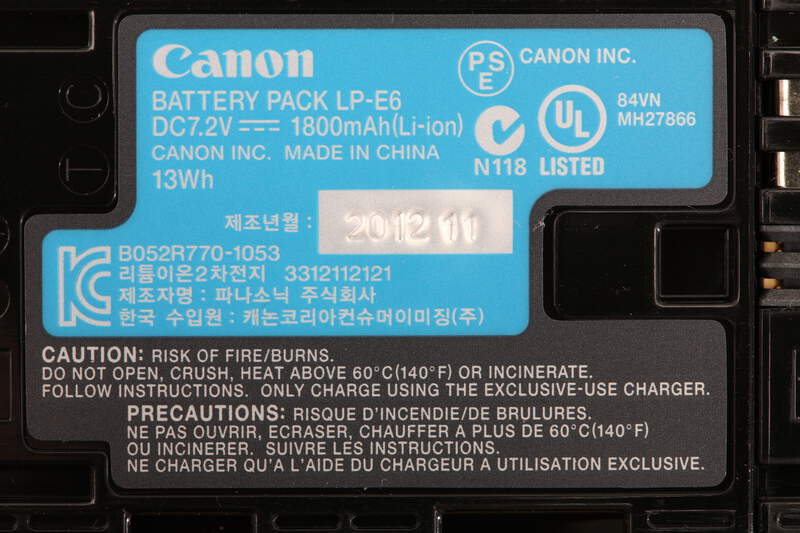 Canon
BATTERY PACK LP-E6
DC7.2V 1800mAh(Li-ion)
CANON INC. MADE IN CHINA
13Wh
PSE CANON INC.
N118
UL
LISTED
84VN
MH27866
제조년월 : 2012 11
B052R770-1053
리튬이온2차전지 3312112121
제조자명 : 파나소닉 주식회사
한국 수입원 : 캐논코리아컨슈머이미징(주)
CAUTION: RISK OF FIRE/BURNS.
DO NOT OPEN, CRUSH, HEAT ABOVE 60°C(140°F) OR INCINERATE.
FOLLOW INSTRUCTIONS. ONLY CHARGE USING THE EXCLUSIVE-USE CHARGER.
PRECAUTIONS: RISQUE D'INCENDIE/DE BRULURES.
NE PAS OUVRIR, ECRASER, CHAUFFER A PLUS DE 60°C(140°F)
OU INCINERER. SUIVRE LES INSTRUCTIONS.
NE CHARGER QU'A L'AIDE DU CHARGEUR A UTILISATION EXCLUSIVE.
C
T